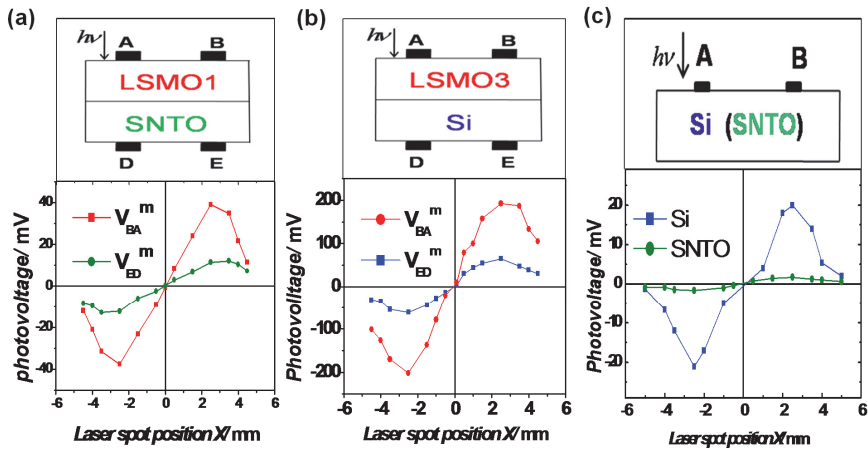 (a)
hν
A
B
LSMO1
SNTO
D
E
photovoltage/ mV
40
20
0
-20
-40
V_BA^m
V_ED^m
-6 -4 -2 0 2 4 6
Laser spot position X/ mm
(b)
hν
A
B
LSMO3
Si
D
E
Photovolltage/ mV
200
100
0
-100
-200
V_BA^m
V_ED^m
-6 -4 -2 0 2 4 6
Laser spot position X/ mm
(c)
hν
A
B
Si (SNTO)
Photovoltage/ mV
20
10
0
-10
-20
Si
SNTO
-6 -4 -2 0 2 4 6
Laser spot position X/ mm